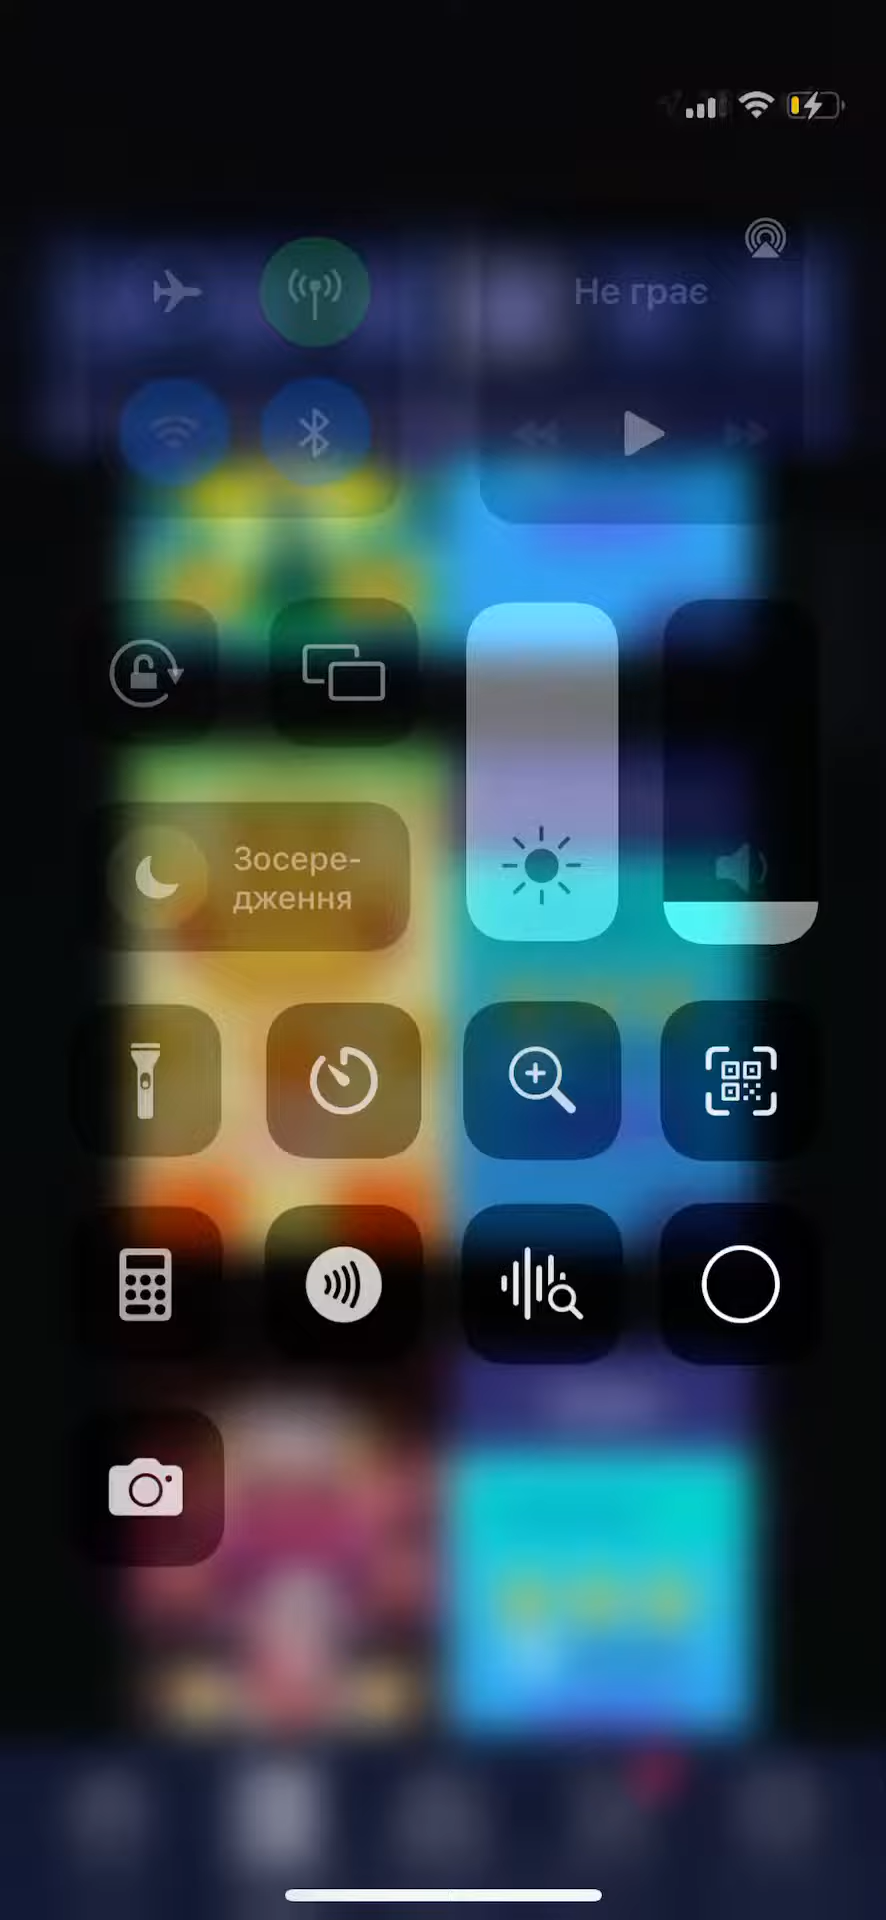 Не грає
Зосере-
дження